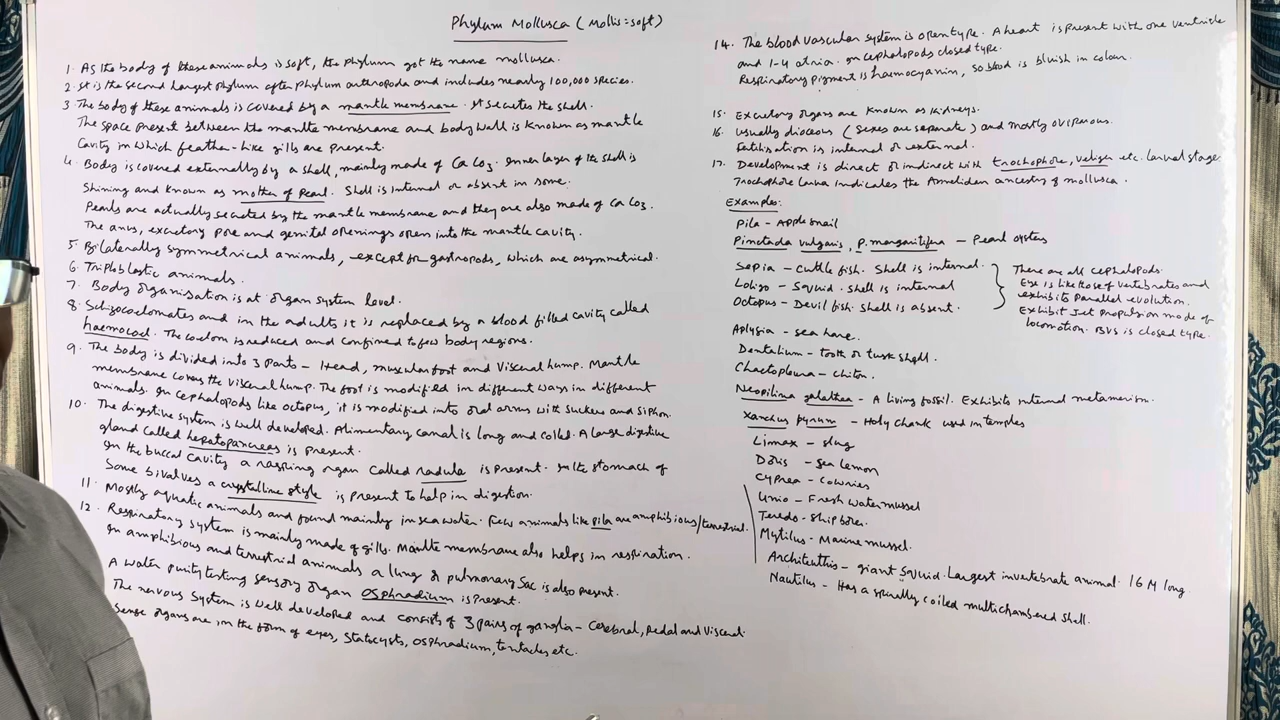 Phylum Mollusca (Mollis=soft)
1. As the body of these animals is soft, the phylum got the name mollusca.
2. It is the second largest phylum after phylum arthropoda and includes nearly 100,000 species.
3. The body of these animals is covered by a mantle membrane. It secretes the shell.
The space present between the mantle membrane and body wall is known as mantle
cavity in which feather-like gills are present.
4. Body is covered externally by a shell, mainly made of CaCO3. Inner layer of the shell is
shining and known as mother of pearl. Shell is internal or absent in some.
Pearls are actually secreted by the mantle membrane and they are also made of CaCO3.
The anus, excretory pore and genital openings open into the mantle cavity.
5. Bilaterally symmetrical animals, except for gastropods, which are asymmetrical.
6. Triploblastic animals.
7. Body organisation is at organ system level.
8. Schizocoelomates and in the adults it is replaced by a blood filled cavity called
haemocoel. The coelom is reduced and confined to few body regions.
9. The body is divided into 3 parts - Head, muscular foot and visceral hump. Mantle
membrane covers the visceral hump. The foot is modified in different ways in different
animals. In cephalopods like octopus, it is modified into oral arms with suckers and siphon.
10. The digestive system is well developed. Alimentary canal is long and coiled. A large digestive
gland called hepatopancreas is present.
In the buccal cavity a rasping organ called radula is present. In the stomach of
some bivalves a crystalline style is present to help in digestion.
11. Mostly aquatic animals and found mainly in sea water. Few animals like pila are amphibious/terrestrial.
12. Respiratory system is mainly made of gills. Mantle membrane also helps in respiration.
In amphibious and terrestrial animals a lung or pulmonary sac is also present.
A water purity testing sensory organ osphradium is present.
The nervous system is well developed and consists of 3 pairs of ganglia - cerebral, pedal and visceral.
Sense organs are in the form of eyes, statocysts, osphradium, tentacles etc.
14. The blood vascular system is open type. A heart is present with one ventricle
and 1-4 atria. In cephalopods closed type.
Respiratory pigment is haemocyanin, so blood is bluish in colour.
15. Excretory organs are known as kidneys.
16. Usually dioceous (sexes are separate) and mostly oviparous.
Fertilisation is internal or external.
17. Development is direct or indirect with trochophore, veliger etc. larval stages
Trochophore larva indicates the Annelidan ancestry of mollusca.
Examples:
Pila - Apple snail
Pinctada vulgaris, P. margaritifera - Pearl oysters
Sepia - Cuttle fish. Shell is internal.
Loligo - Squid. Shell is internal
Octopus - Devil fish. Shell is absent.
There are all cephalopods.
Eye is like those of vertebrates and
exhibits parallel evolution.
Exhibit Jet propulsion mode of
locomotion. BVS is closed type.
Aplysia - sea hare.
Dentalium - tooth or tusk shell.
Chaetopleura - chiton.
Neopilina galathea - A living fossil. Exhibits internal metamerism.
Xancus pyrum - Holy chank used in temples
Limax - slug
Doris - sea lemon
Cyprea - cowries
Unio - Fresh water mussel
Teredo - Ship borer.
Mytilus - Marine mussel.
Architeuthis - giant squid. Largest invertebrate animal. 16 M long.
Nautilus - Has a spirally coiled multichambered shell.